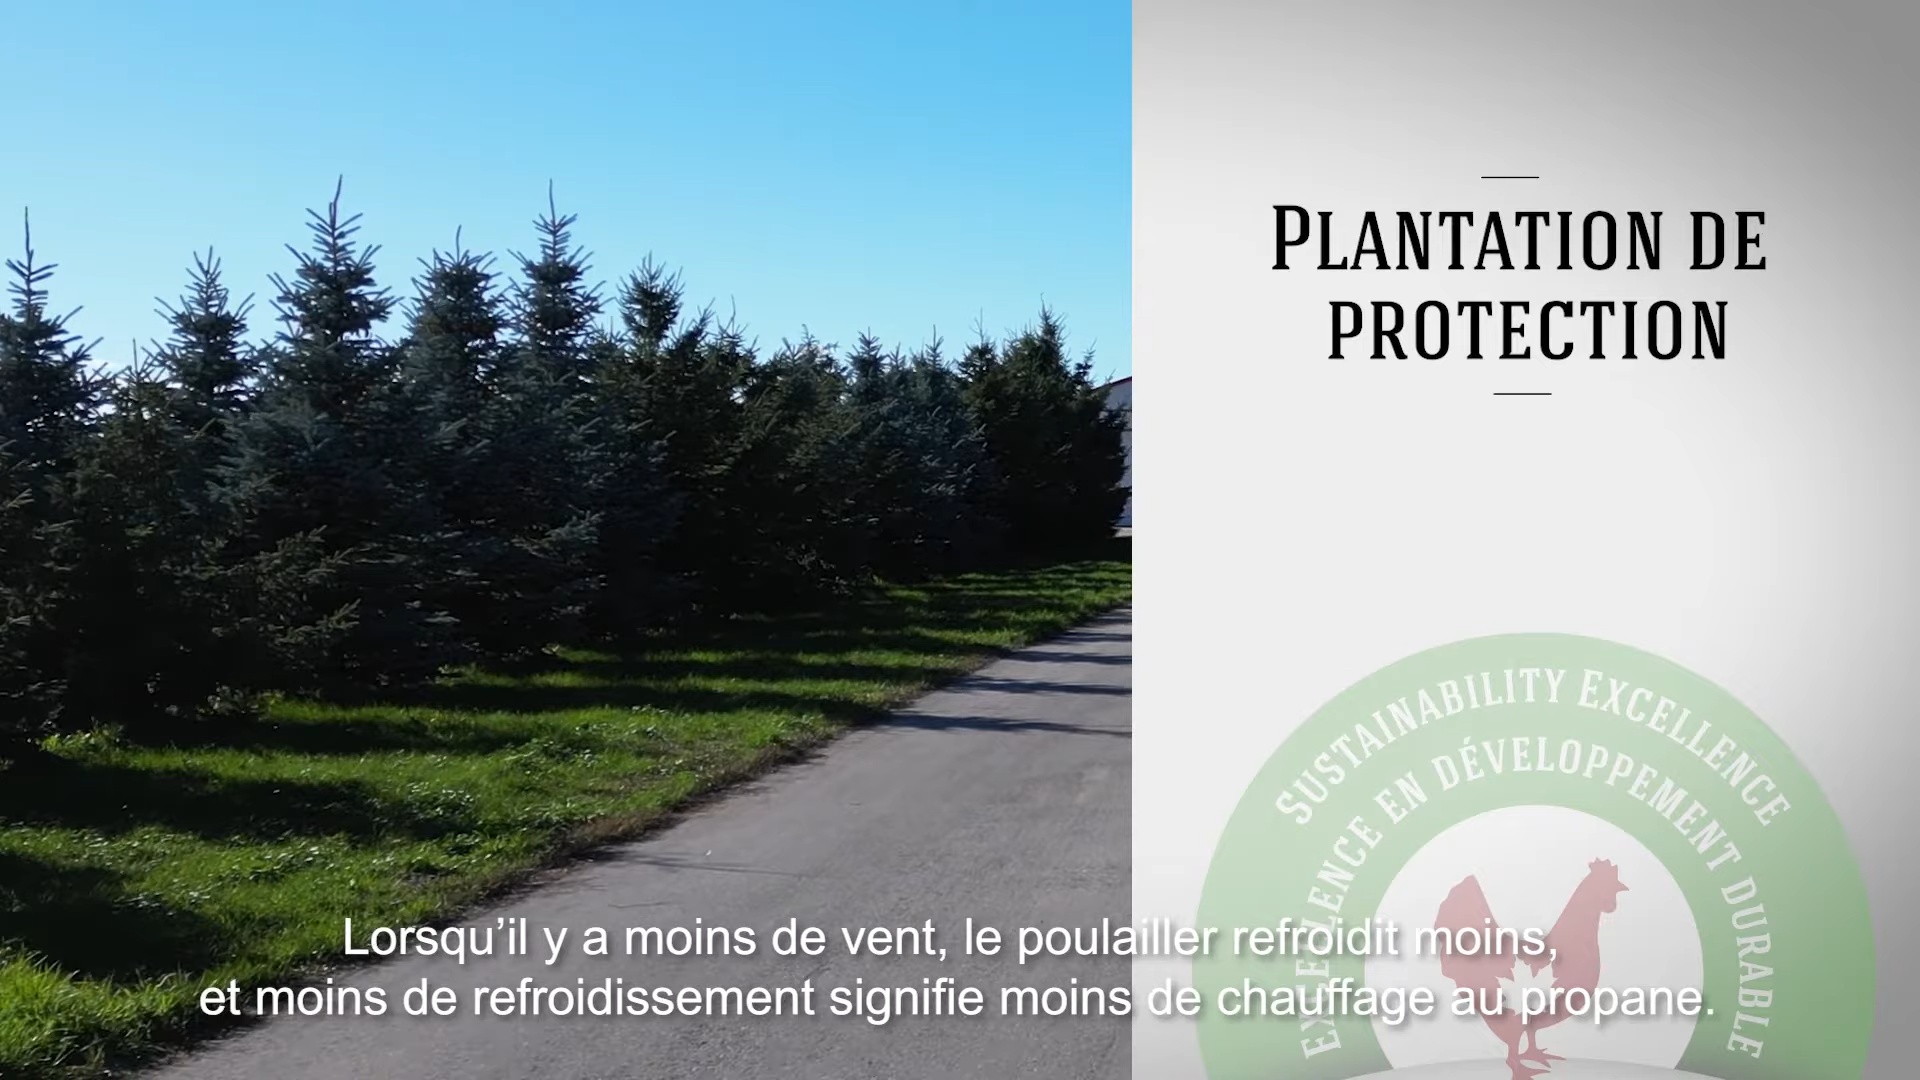 PLANTATION DE
PROTECTION
SUSTAINABILITY EXCELLENCE
EXCELLENCE EN DÉVELOPPEMENT DURABLE
Lorsqu’il y a moins de vent, le poulailler refroidit moins,
et moins de refroidissement signifie moins de chauffage au propane.